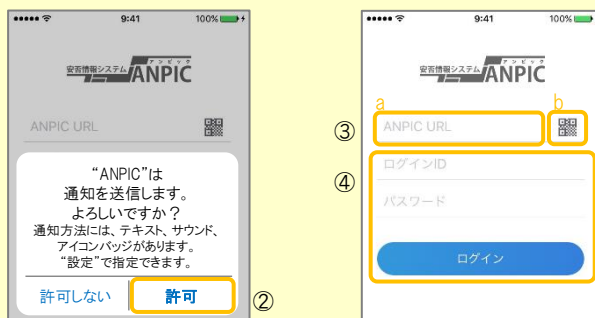 9:41
100%
安否情報システム
アンピック
ANPIC
ANPIC URL
“ANPIC”は
通知を送信します。
よろしいですか？
通知方法には、テキスト、サウンド、
アイコンバッジがあります。
“設定”で指定できます。
許可しない
許可
②
9:41
100%
安否情報システム
アンピック
ANPIC
a
b
③
ANPIC URL
④
ログインID
パスワード
ログイン